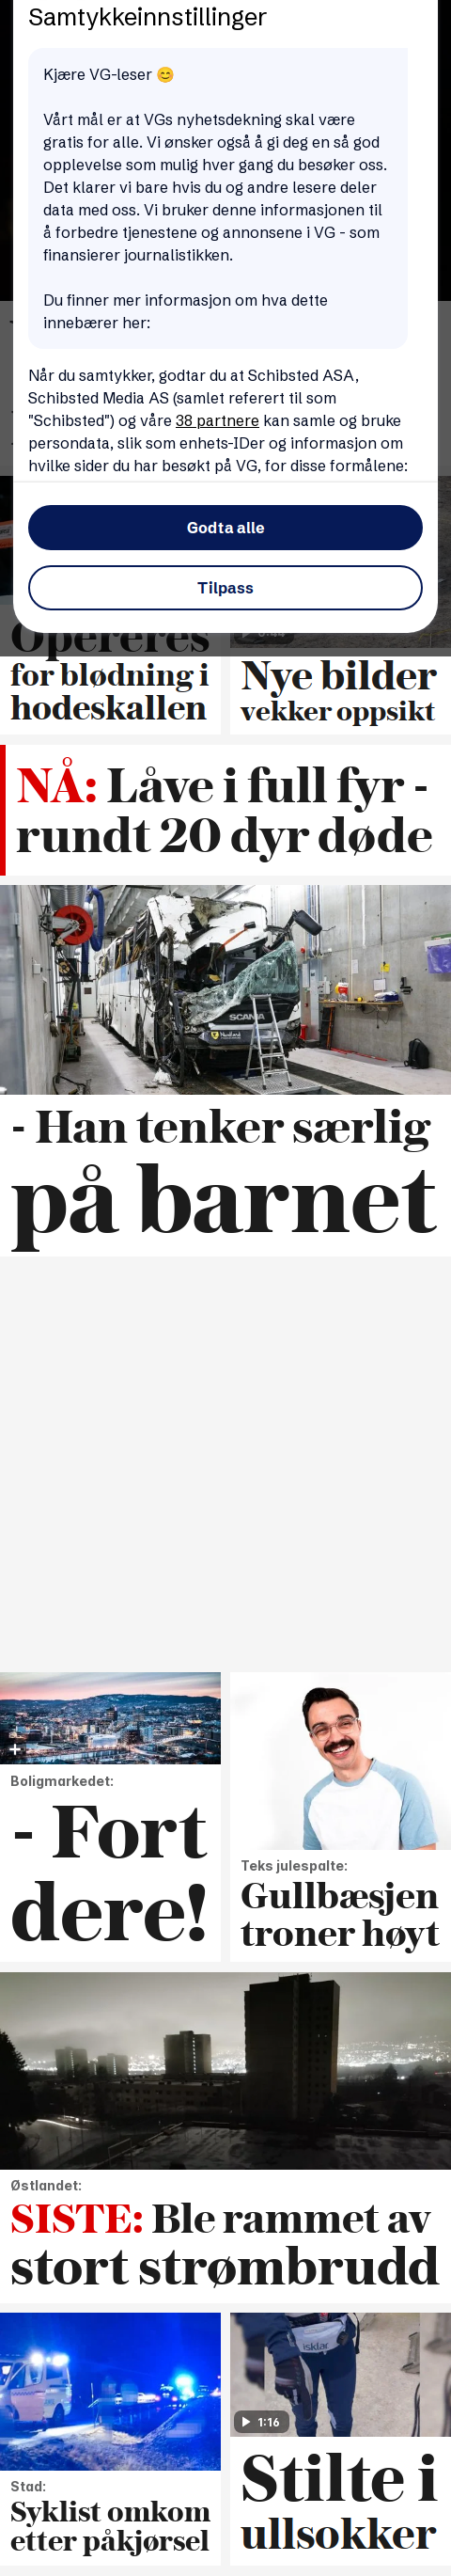 Samtykkeinnstillinger
Kjære VG-leser 😊
Vårt mål er at VGs nyhetsdekning skal være
gratis for alle. Vi ønsker også å gi deg en så god
opplevelse som mulig hver gang du besøker oss.
Det klarer vi bare hvis du og andre lesere deler
data med oss. Vi bruker denne informasjonen til
å forbedre tjenestene og annonsene i VG - som
finansierer journalistikken.
Du finner mer informasjon om hva dette
innebærer her:
Når du samtykker, godtar du at Schibsted ASA,
Schibsted Media AS (samlet referert til som
"Schibsted") og våre 38 partnere kan samle og bruke
persondata, slik som enhets-IDer og informasjon om
hvilke sider du har besøkt på VG, for disse formålene:
Godta alle
Tilpass
Opereres
for blødning i
hodeskallen
Nye bilder
vekker oppsikt
NÅ: Låve i full fyr -
rundt 20 dyr døde
SCANIA
- Han tenker særlig
på barnet
Boligmarkedet:
- Fort
dere!
Teks julespalte:
Gullbæsjen
troner høyt
Østlandet:
SISTE: Ble rammet av
stort strømbrudd
Stad:
Syklist omkom
etter påkjørsel
isklar
1:16
Stilte i
ullsokker